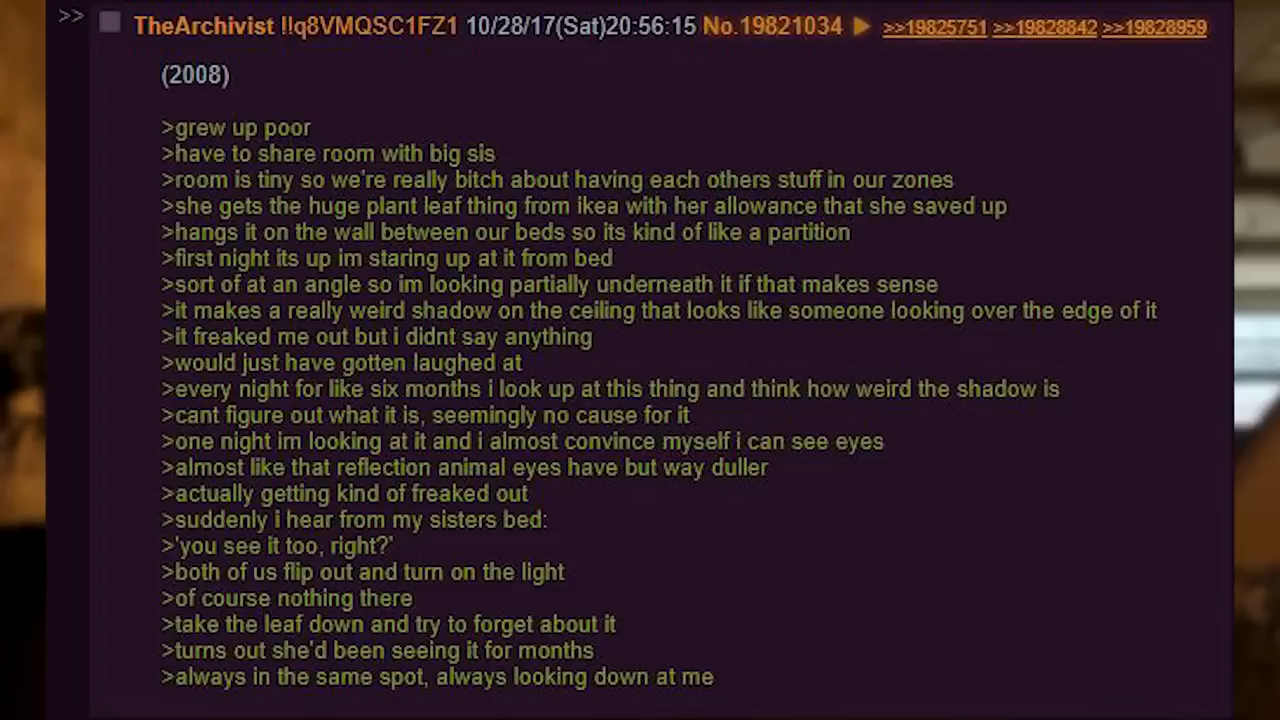 >> TheArchivist !!q8VMQSC1FZ1 10/28/17(Sat)20:56:15 No.19821034 ▶ >>19825751 >>19828842 >>19828959
(2008)
>grew up poor
>have to share room with big sis
>room is tiny so we're really bitch about having each others stuff in our zones
>she gets the huge plant leaf thing from ikea with her allowance that she saved up
>hangs it on the wall between our beds so its kind of like a partition
>first night its up im staring up at it from bed
>sort of at an angle so im looking partially underneath it if that makes sense
>it makes a really weird shadow on the ceiling that looks like someone looking over the edge of it
>it freaked me out but i didnt say anything
>would just have gotten laughed at
>every night for like six months i look up at this thing and think how weird the shadow is
>cant figure out what it is, seemingly no cause for it
>one night im looking at it and i almost convince myself i can see eyes
>almost like that reflection animal eyes have but way duller
>actually getting kind of freaked out
>suddenly i hear from my sisters bed:
>'you see it too, right?'
>both of us flip out and turn on the light
>of course nothing there
>take the leaf down and try to forget about it
>turns out she'd been seeing it for months
>always in the same spot, always looking down at me